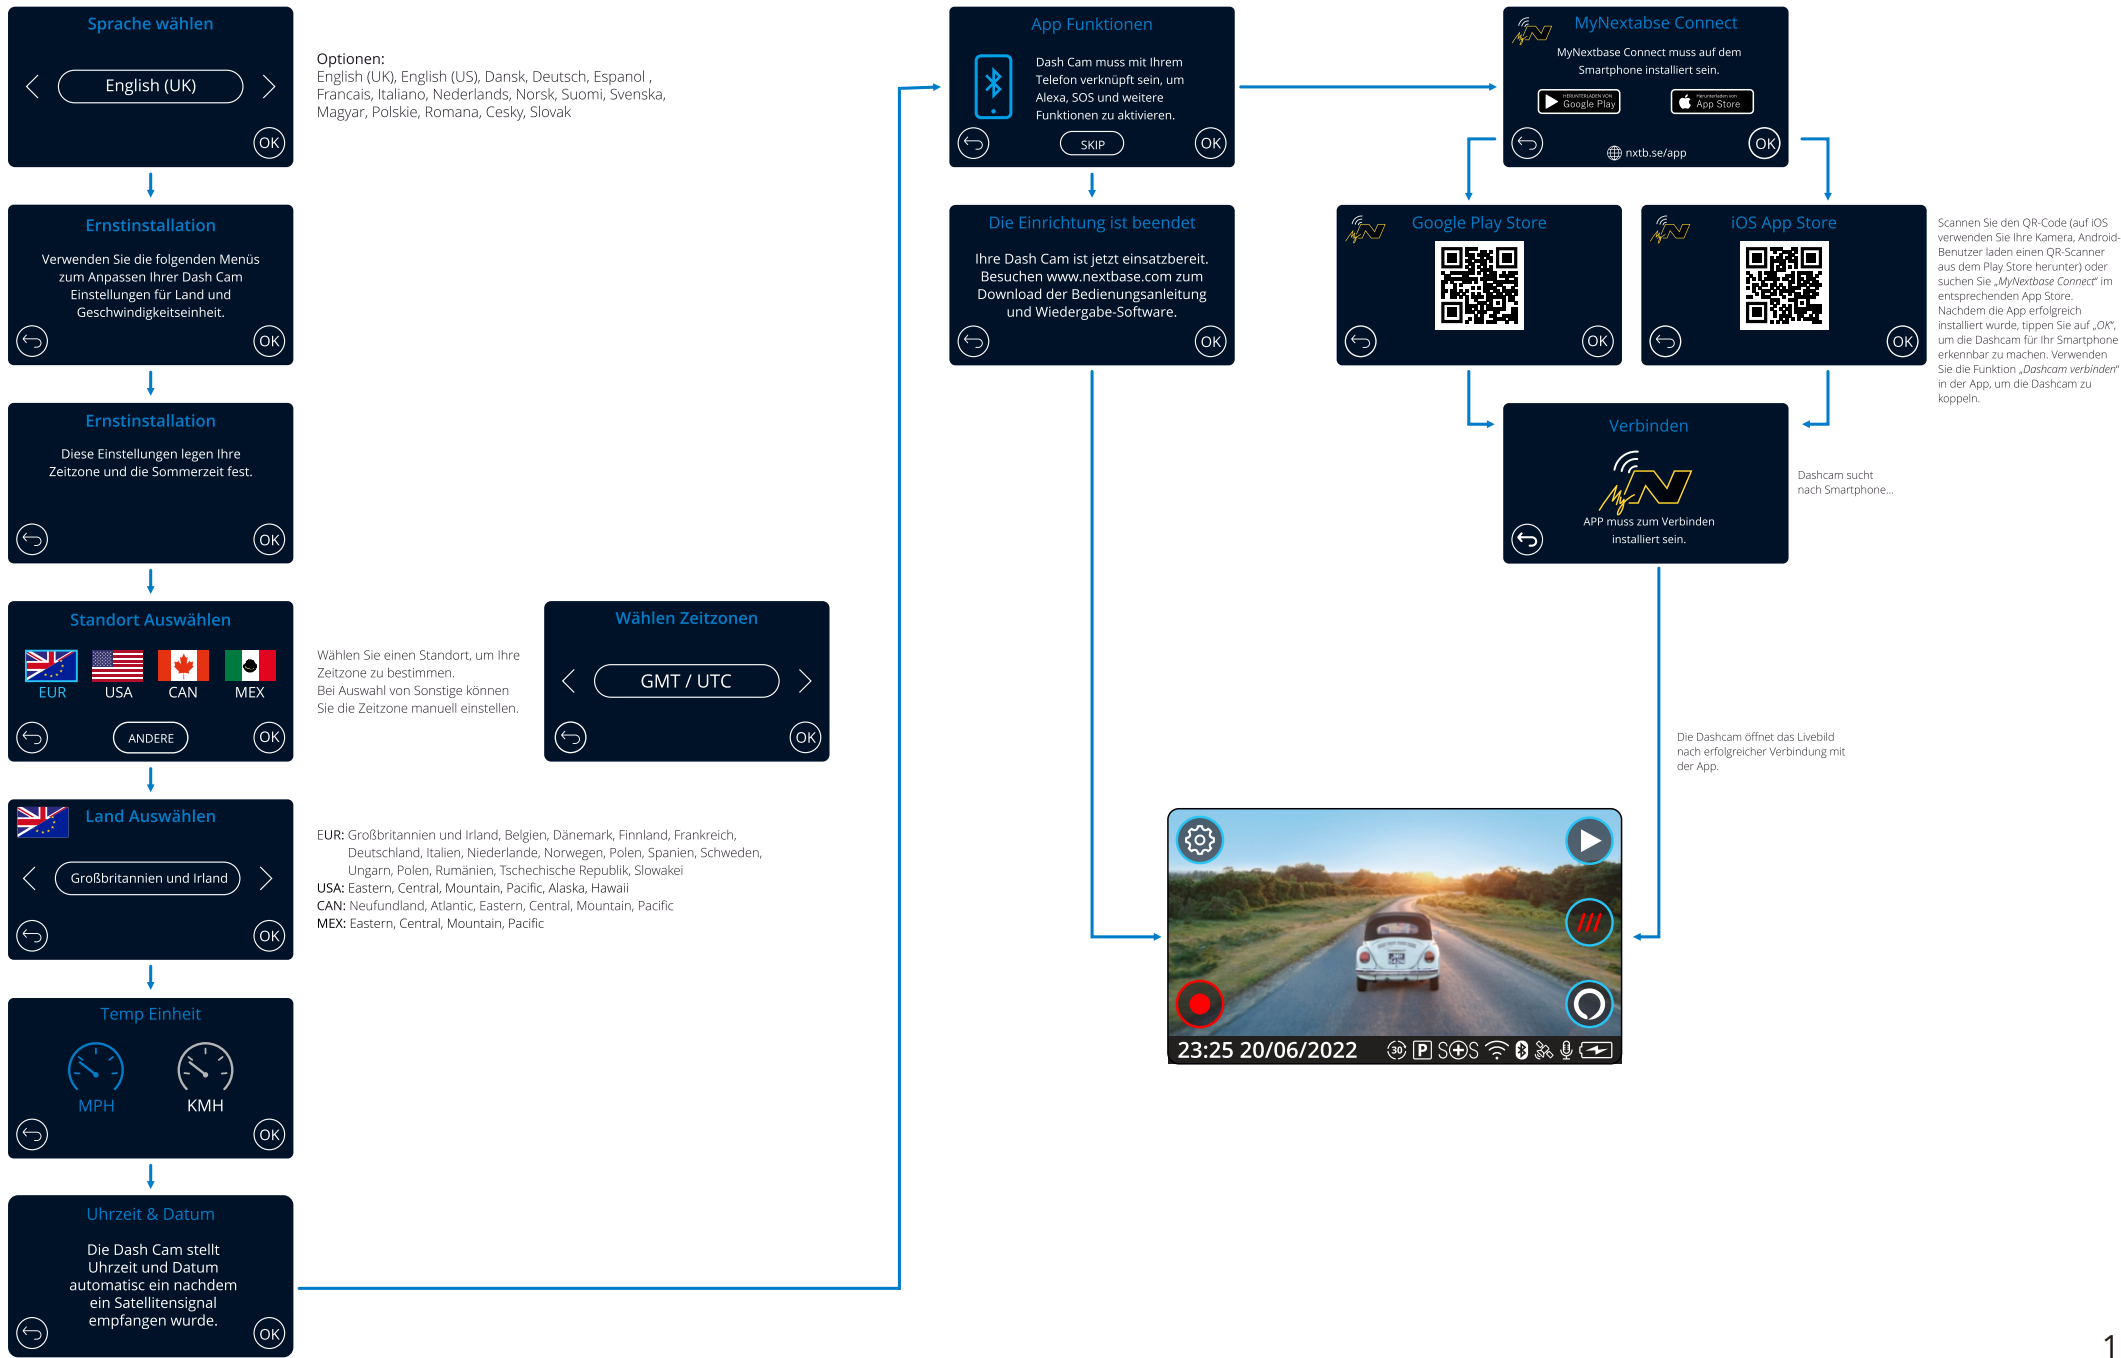 Sprache wählen
English (UK)
OK
Optionen:
English (UK), English (US), Dansk, Deutsch, Espanol ,
Francais, Italiano, Nederlands, Norsk, Suomi, Svenska,
Magyar, Polskie, Romana, Cesky, Slovak
Ernstinstallation
Verwenden Sie die folgenden Menüs
zum Anpassen Ihrer Dash Cam
Einstellungen für Land und
Geschwindigkeitseinheit.
OK
Ernstinstallation
Diese Einstellungen legen Ihre
Zeitzone und die Sommerzeit fest.
OK
Standort Auswählen
EUR USA CAN MEX
ANDERE
OK
Wählen Sie einen Standort, um Ihre
Zeitzone zu bestimmen.
Bei Auswahl von Sonstige können
Sie die Zeitzone manuell einstellen.
Wählen Zeitzonen
GMT / UTC
OK
Land Auswählen
Großbritannien und Irland
OK
EUR: Großbritannien und Irland, Belgien, Dänemark, Finnland, Frankreich,
Deutschland, Italien, Niederlande, Norwegen, Polen, Spanien, Schweden,
Ungarn, Polen, Rumänien, Tschechische Republik, Slowakei
USA: Eastern, Central, Mountain, Pacific, Alaska, Hawaii
CAN: Neufundland, Atlantic, Eastern, Central, Mountain, Pacific
MEX: Eastern, Central, Mountain, Pacific
Temp Einheit
MPH KMH
OK
Uhrzeit & Datum
Die Dash Cam stellt
Uhrzeit und Datum
automatisc ein nachdem
ein Satellitensignal
empfangen wurde.
OK
App Funktionen
Dash Cam muss mit Ihrem
Telefon verknüpft sein, um
Alexa, SOS und weitere
Funktionen zu aktivieren.
SKIP
OK
Die Einrichtung ist beendet
Ihre Dash Cam ist jetzt einsatzbereit.
Besuchen www.nextbase.com zum
Download der Bedienungsanleitung
und Wiedergabe-Software.
OK
My N
MyNextabse Connect
MyNextbase Connect muss auf dem
Smartphone installiert sein.
HERUNTERLADEN VON
Google Play
Herunterladen von
App Store
nxtb.se/app
OK
My N
Google Play Store
OK
My N
iOS App Store
OK
Scannen Sie den QR-Code (auf iOS
verwenden Sie Ihre Kamera, Android-
Benutzer laden einen QR-Scanner
aus dem Play Store herunter) oder
suchen Sie „MyNextbase Connect“ im
entsprechenden App Store.
Nachdem die App erfolgreich
installiert wurde, tippen Sie auf „OK“,
um die Dashcam für Ihr Smartphone
erkennbar zu machen. Verwenden
Sie die Funktion „Dashcam verbinden“
in der App, um die Dashcam zu
koppeln.
Verbinden
My N
APP muss zum Verbinden
installiert sein.
Dashcam sucht
nach Smartphone...
Die Dashcam öffnet das Livebild
nach erfolgreicher Verbindung mit
der App.
23:25 20/06/2022 30 P SOS
1